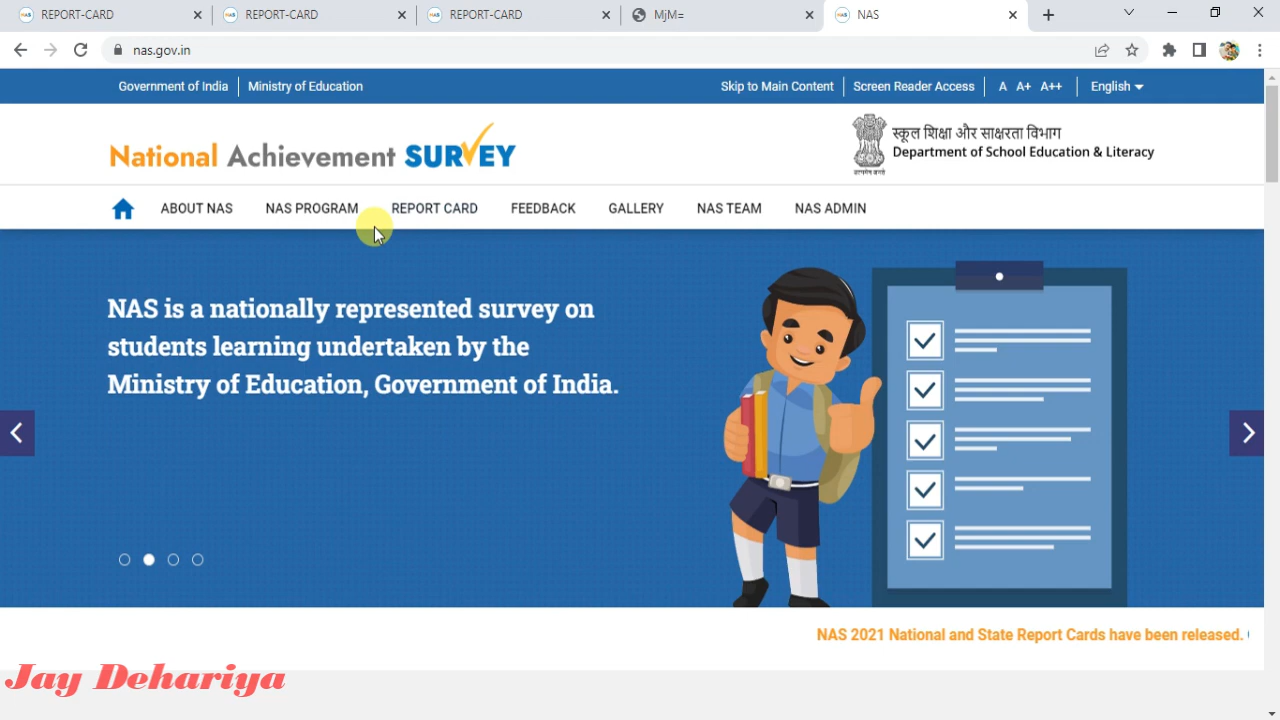 REPORT-CARD
REPORT-CARD
REPORT-CARD
MjM=
NAS
nas.gov.in
Government of India
Ministry of Education
Skip to Main Content
Screen Reader Access
A A+ A++
English
National Achievement SURVEY
स्कूल शिक्षा और साक्षरता विभाग
Department of School Education & Literacy
सत्यमेव जयते
ABOUT NAS
NAS PROGRAM
REPORT CARD
FEEDBACK
GALLERY
NAS TEAM
NAS ADMIN
NAS is a nationally represented survey on
students learning undertaken by the
Ministry of Education, Government of India.
NAS 2021 National and State Report Cards have been released.
Jay Dehariya